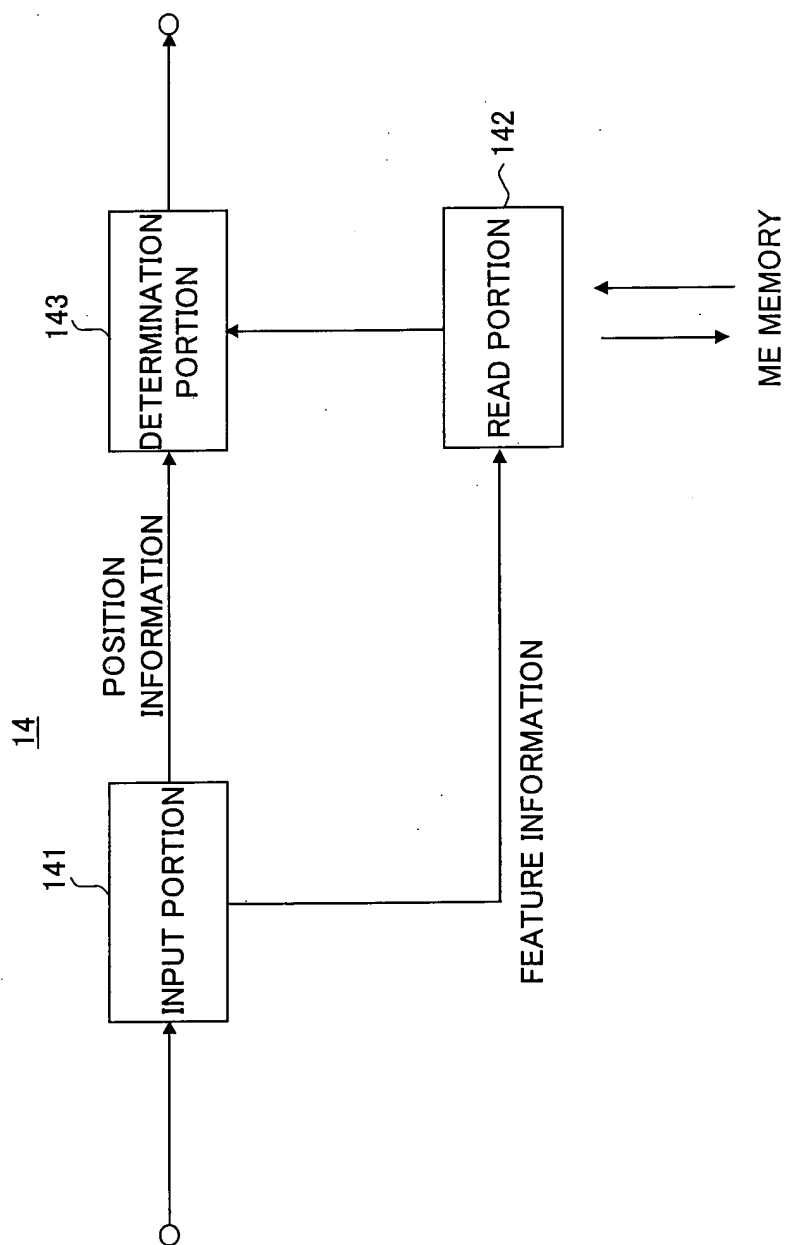 14
141
INPUT PORTION
POSITION
INFORMATION
143
DETERMINATION
PORTION
FEATURE INFORMATION
142
READ PORTION
ME MEMORY